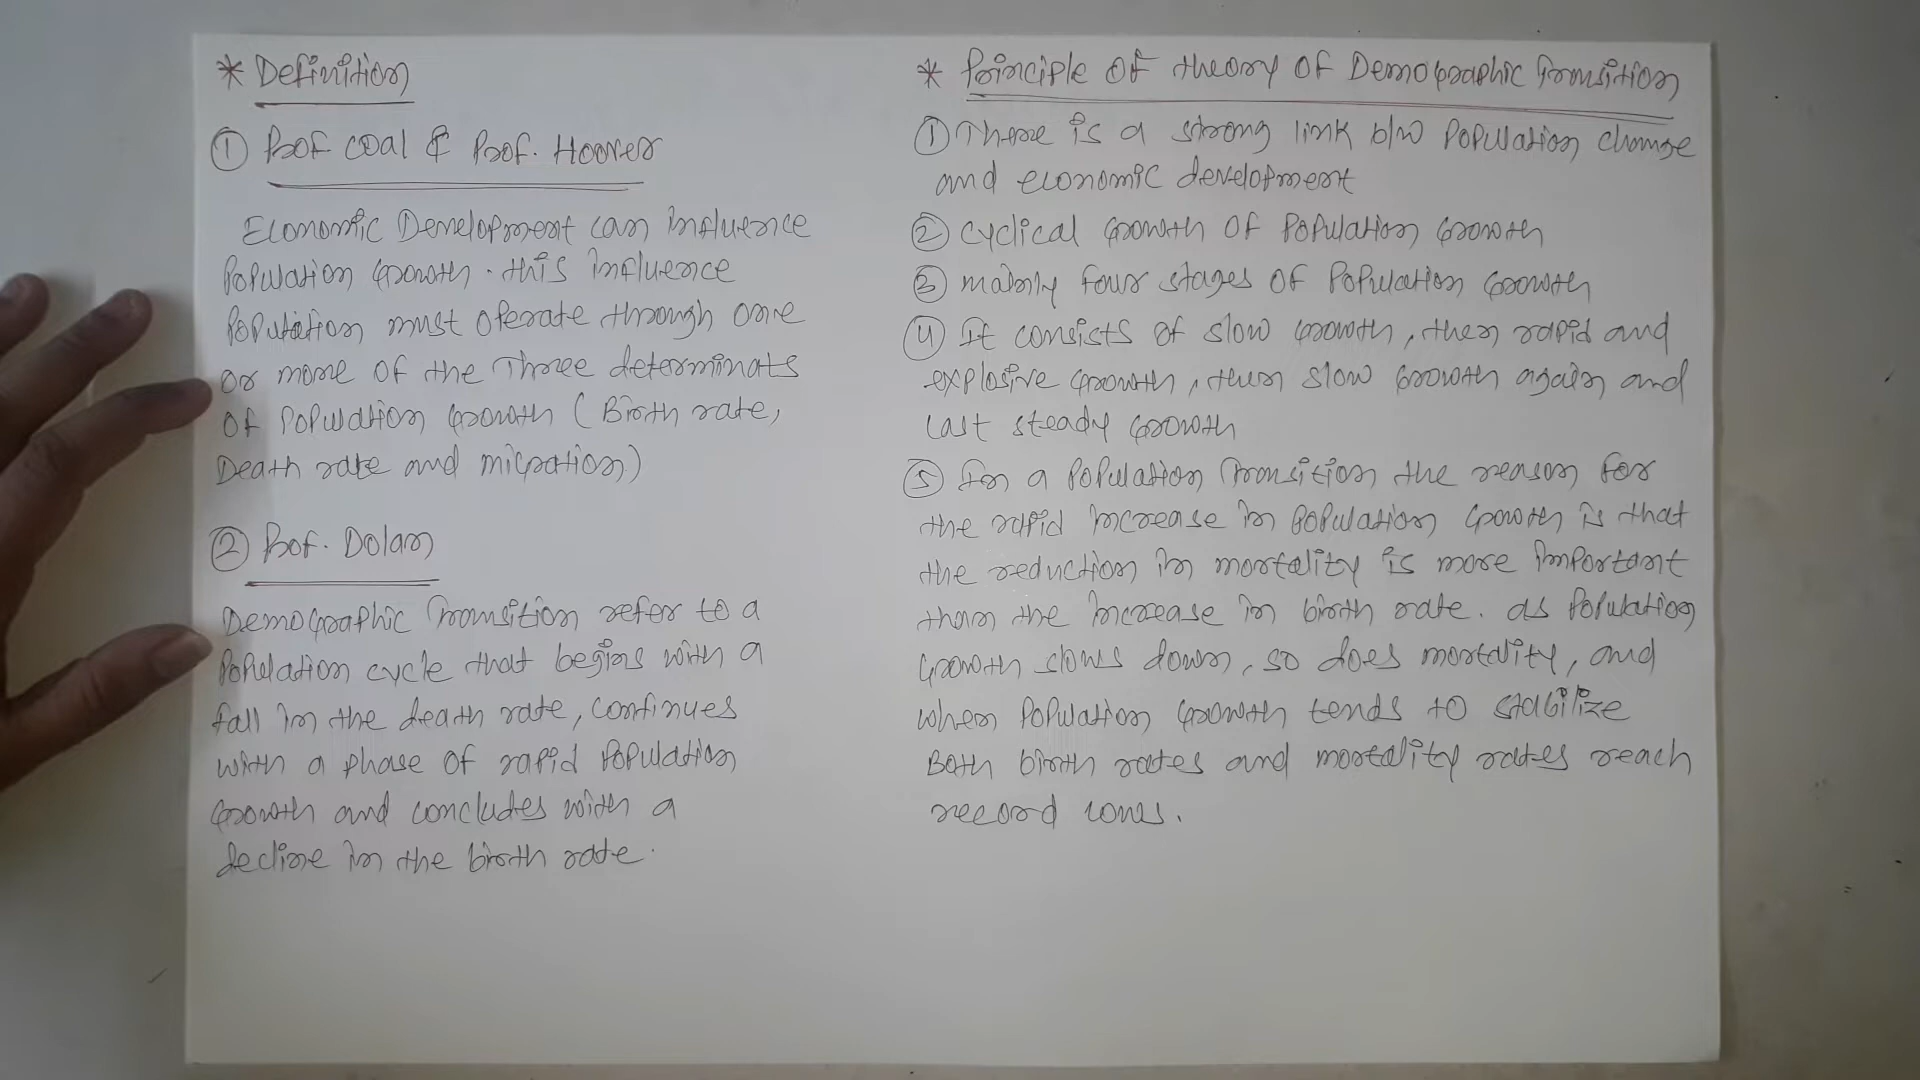 * Definition
① Prof Coal & Prof. Hoover
Economic Development can influence
Population Growth. this influence
Population must operate through one
or more of the Three determinats
of Population Growth (Birth rate,
Death rate and migration)
② Prof. Dolan
Demographic Transition refer to a
Population cycle that begins with a
fall in the death rate, continues
with a phase of rapid Population
Growth and concludes with a
decline in the birth rate.
* Principle of theory of Demographic Transition
① There is a strong link b/w Population change
and economic development
② cyclical Growth of Population Growth
③ mainly four stages of Population Growth
④ It consists of slow Growth, then rapid and
explosive Growth, then slow Growth again and
last steady Growth
⑤ In a Population Transition the reason for
the rapid increase in Population Growth is that
the reduction in mortality is more important
than the increase in birth rate. as Population
Growth slows down, so does mortality, and
when Population Growth tends to stabilize
Both birth rates and mortality rates reach
record lows.